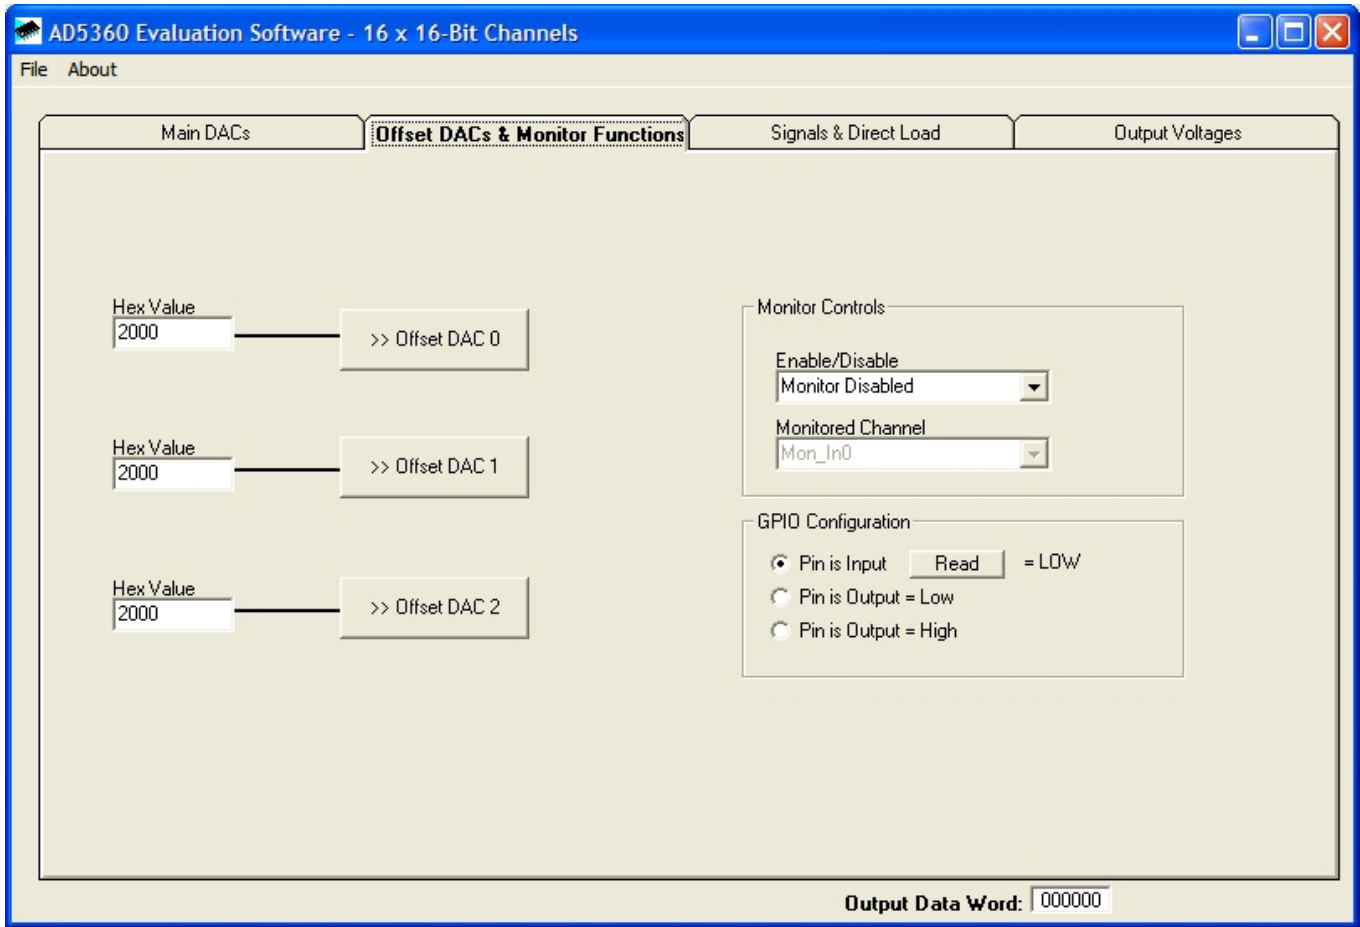 AD5360 Evaluation Software - 16 x 16-Bit Channels
File About
Main DACs Offset DACs & Monitor Functions Signals & Direct Load Output Voltages
Hex Value
2000
>> Offset DAC 0
Hex Value
2000
>> Offset DAC 1
Hex Value
2000
>> Offset DAC 2
Monitor Controls
Enable/Disable
Monitor Disabled
Monitored Channel
Mon_In0
GPIO Configuration
Pin is Input Read = LOW
Pin is Output = Low
Pin is Output = High
Output Data Word: 000000